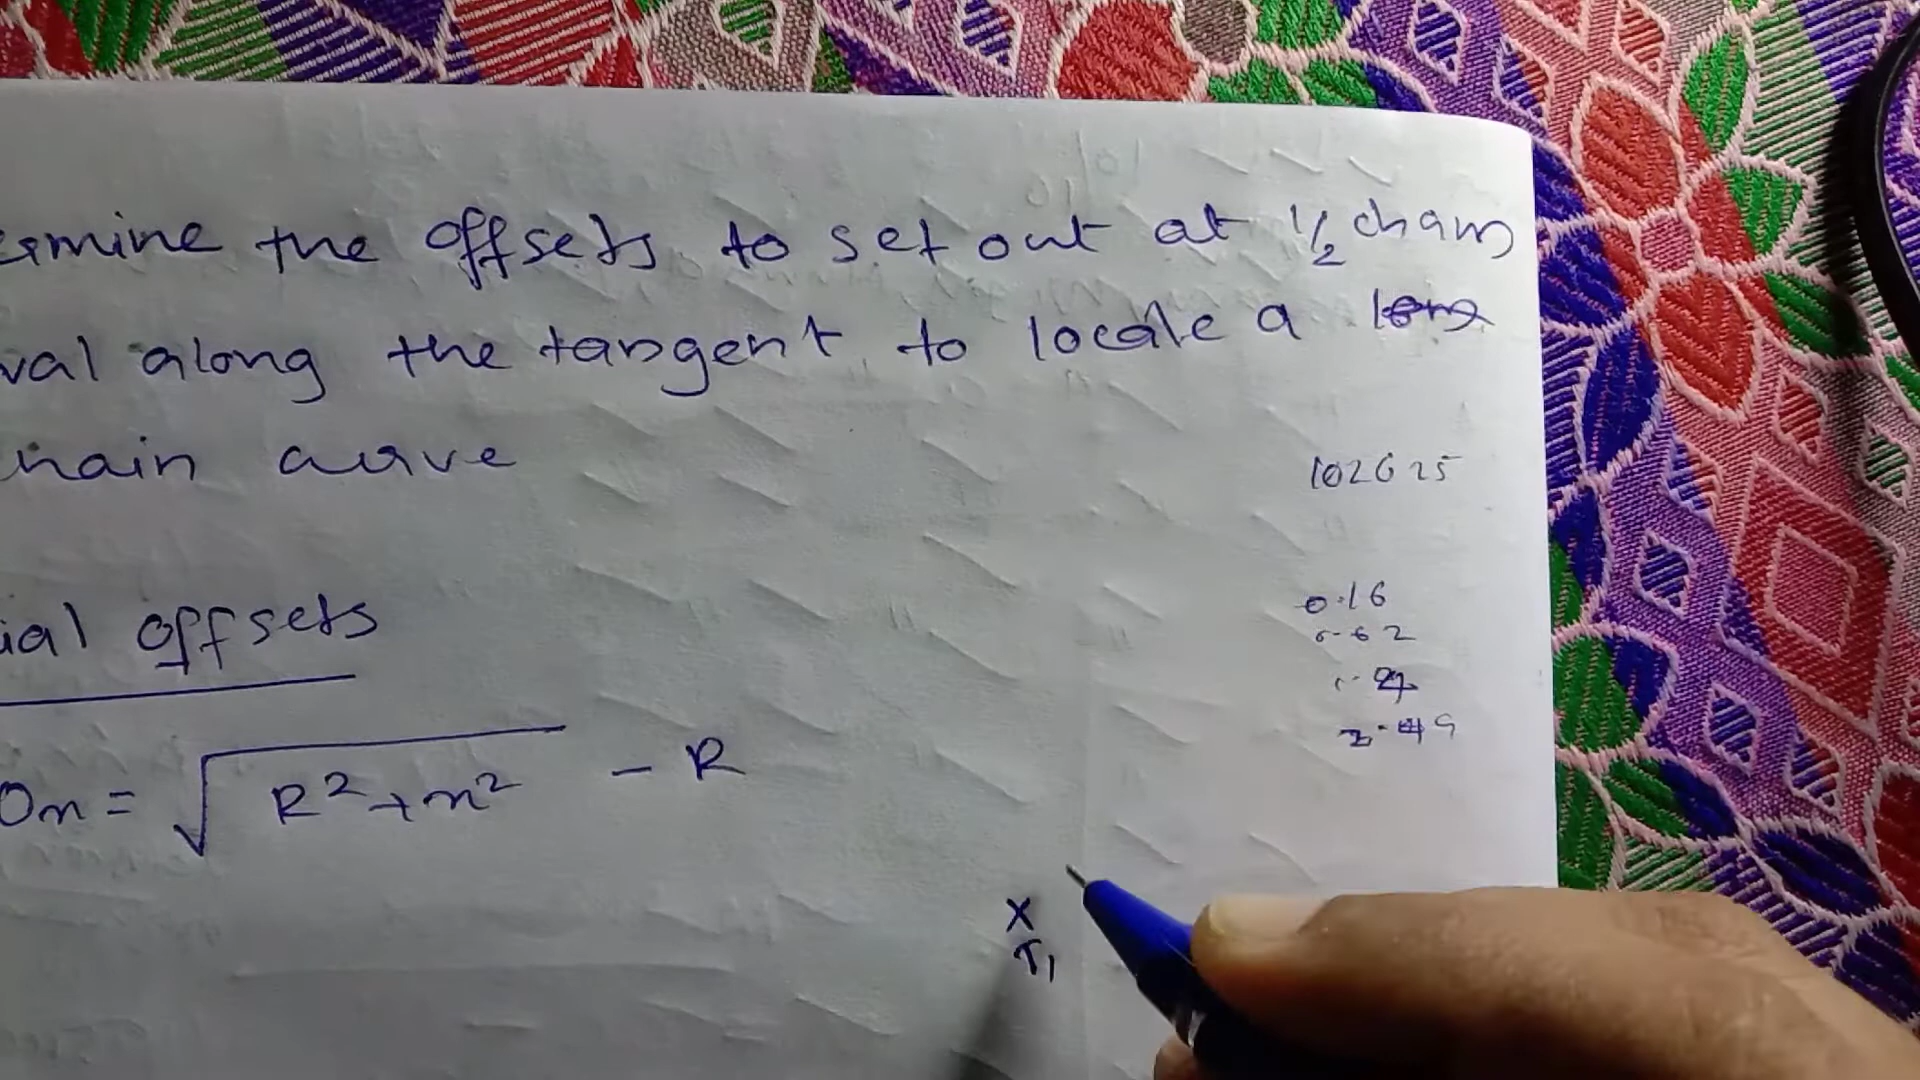 ermine the offsets to set out at 1/2 chain
val along the tangent to locate a
hain curve
102625
ial offsets
0.16
0.62
2.49
On = √R²+x² - R
X
T1